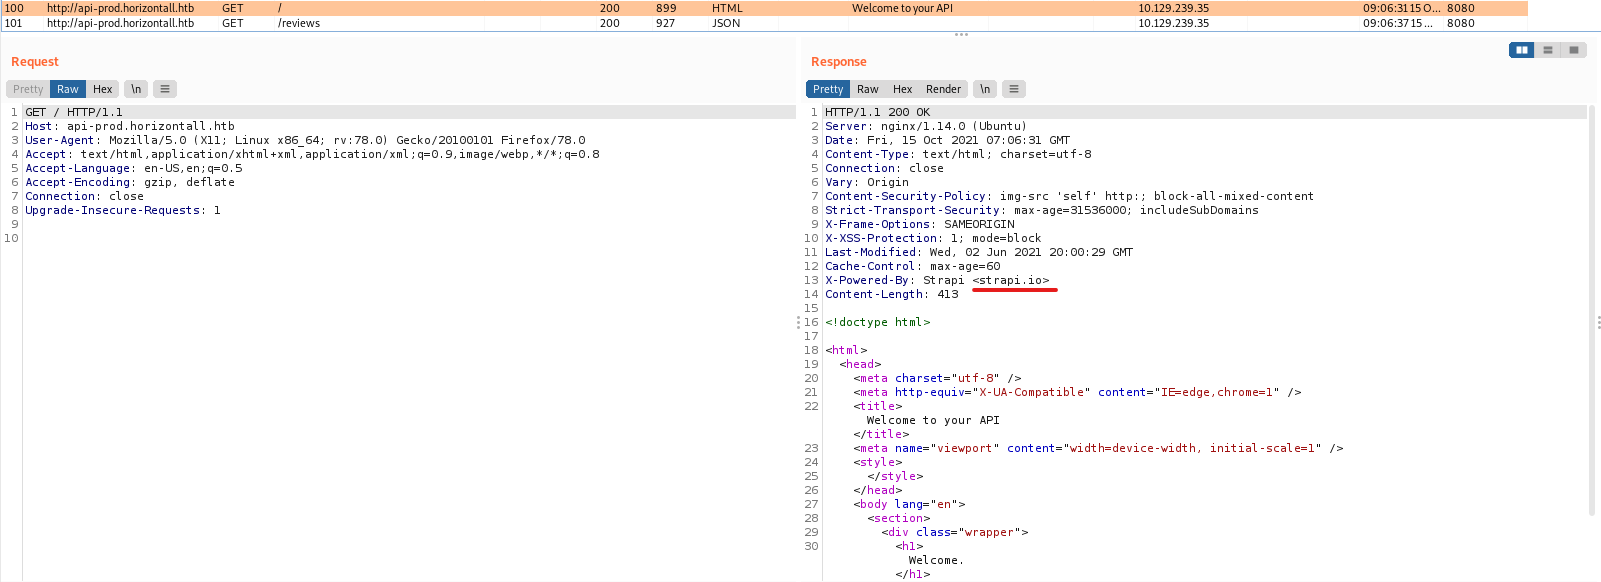 100 http://api-prod.horizontall.htb GET / 200 899 HTML Welcome to your API 10.129.239.35 09:06:31 15 O... 8080
101 http://api-prod.horizontall.htb GET /reviews 200 927 JSON 10.129.239.35 09:06:37 15 ... 8080
Request
Pretty Raw Hex \n
1 GET / HTTP/1.1
2 Host: api-prod.horizontall.htb
3 User-Agent: Mozilla/5.0 (X11; Linux x86_64; rv:78.0) Gecko/20100101 Firefox/78.0
4 Accept: text/html,application/xhtml+xml,application/xml;q=0.9,image/webp,*/*;q=0.8
5 Accept-Language: en-US,en;q=0.5
6 Accept-Encoding: gzip, deflate
7 Connection: close
8 Upgrade-Insecure-Requests: 1
9
10
Response
Pretty Raw Hex Render \n
1 HTTP/1.1 200 OK
2 Server: nginx/1.14.0 (Ubuntu)
3 Date: Fri, 15 Oct 2021 07:06:31 GMT
4 Content-Type: text/html; charset=utf-8
5 Connection: close
6 Vary: Origin
7 Content-Security-Policy: img-src 'self' http:; block-all-mixed-content
8 Strict-Transport-Security: max-age=31536000; includeSubDomains
9 X-Frame-Options: SAMEORIGIN
10 X-XSS-Protection: 1; mode=block
11 Last-Modified: Wed, 02 Jun 2021 20:00:29 GMT
12 Cache-Control: max-age=60
13 X-Powered-By: Strapi <strapi.io>
14 Content-Length: 413
15
16 <!doctype html>
17
18 <html>
19 <head>
20 <meta charset="utf-8" />
21 <meta http-equiv="X-UA-Compatible" content="IE=edge,chrome=1" />
22 <title>
Welcome to your API
</title>
23 <meta name="viewport" content="width=device-width, initial-scale=1" />
24 <style>
25 </style>
26 </head>
27 <body lang="en">
28 <section>
29 <div class="wrapper">
30 <h1>
Welcome.
</h1>